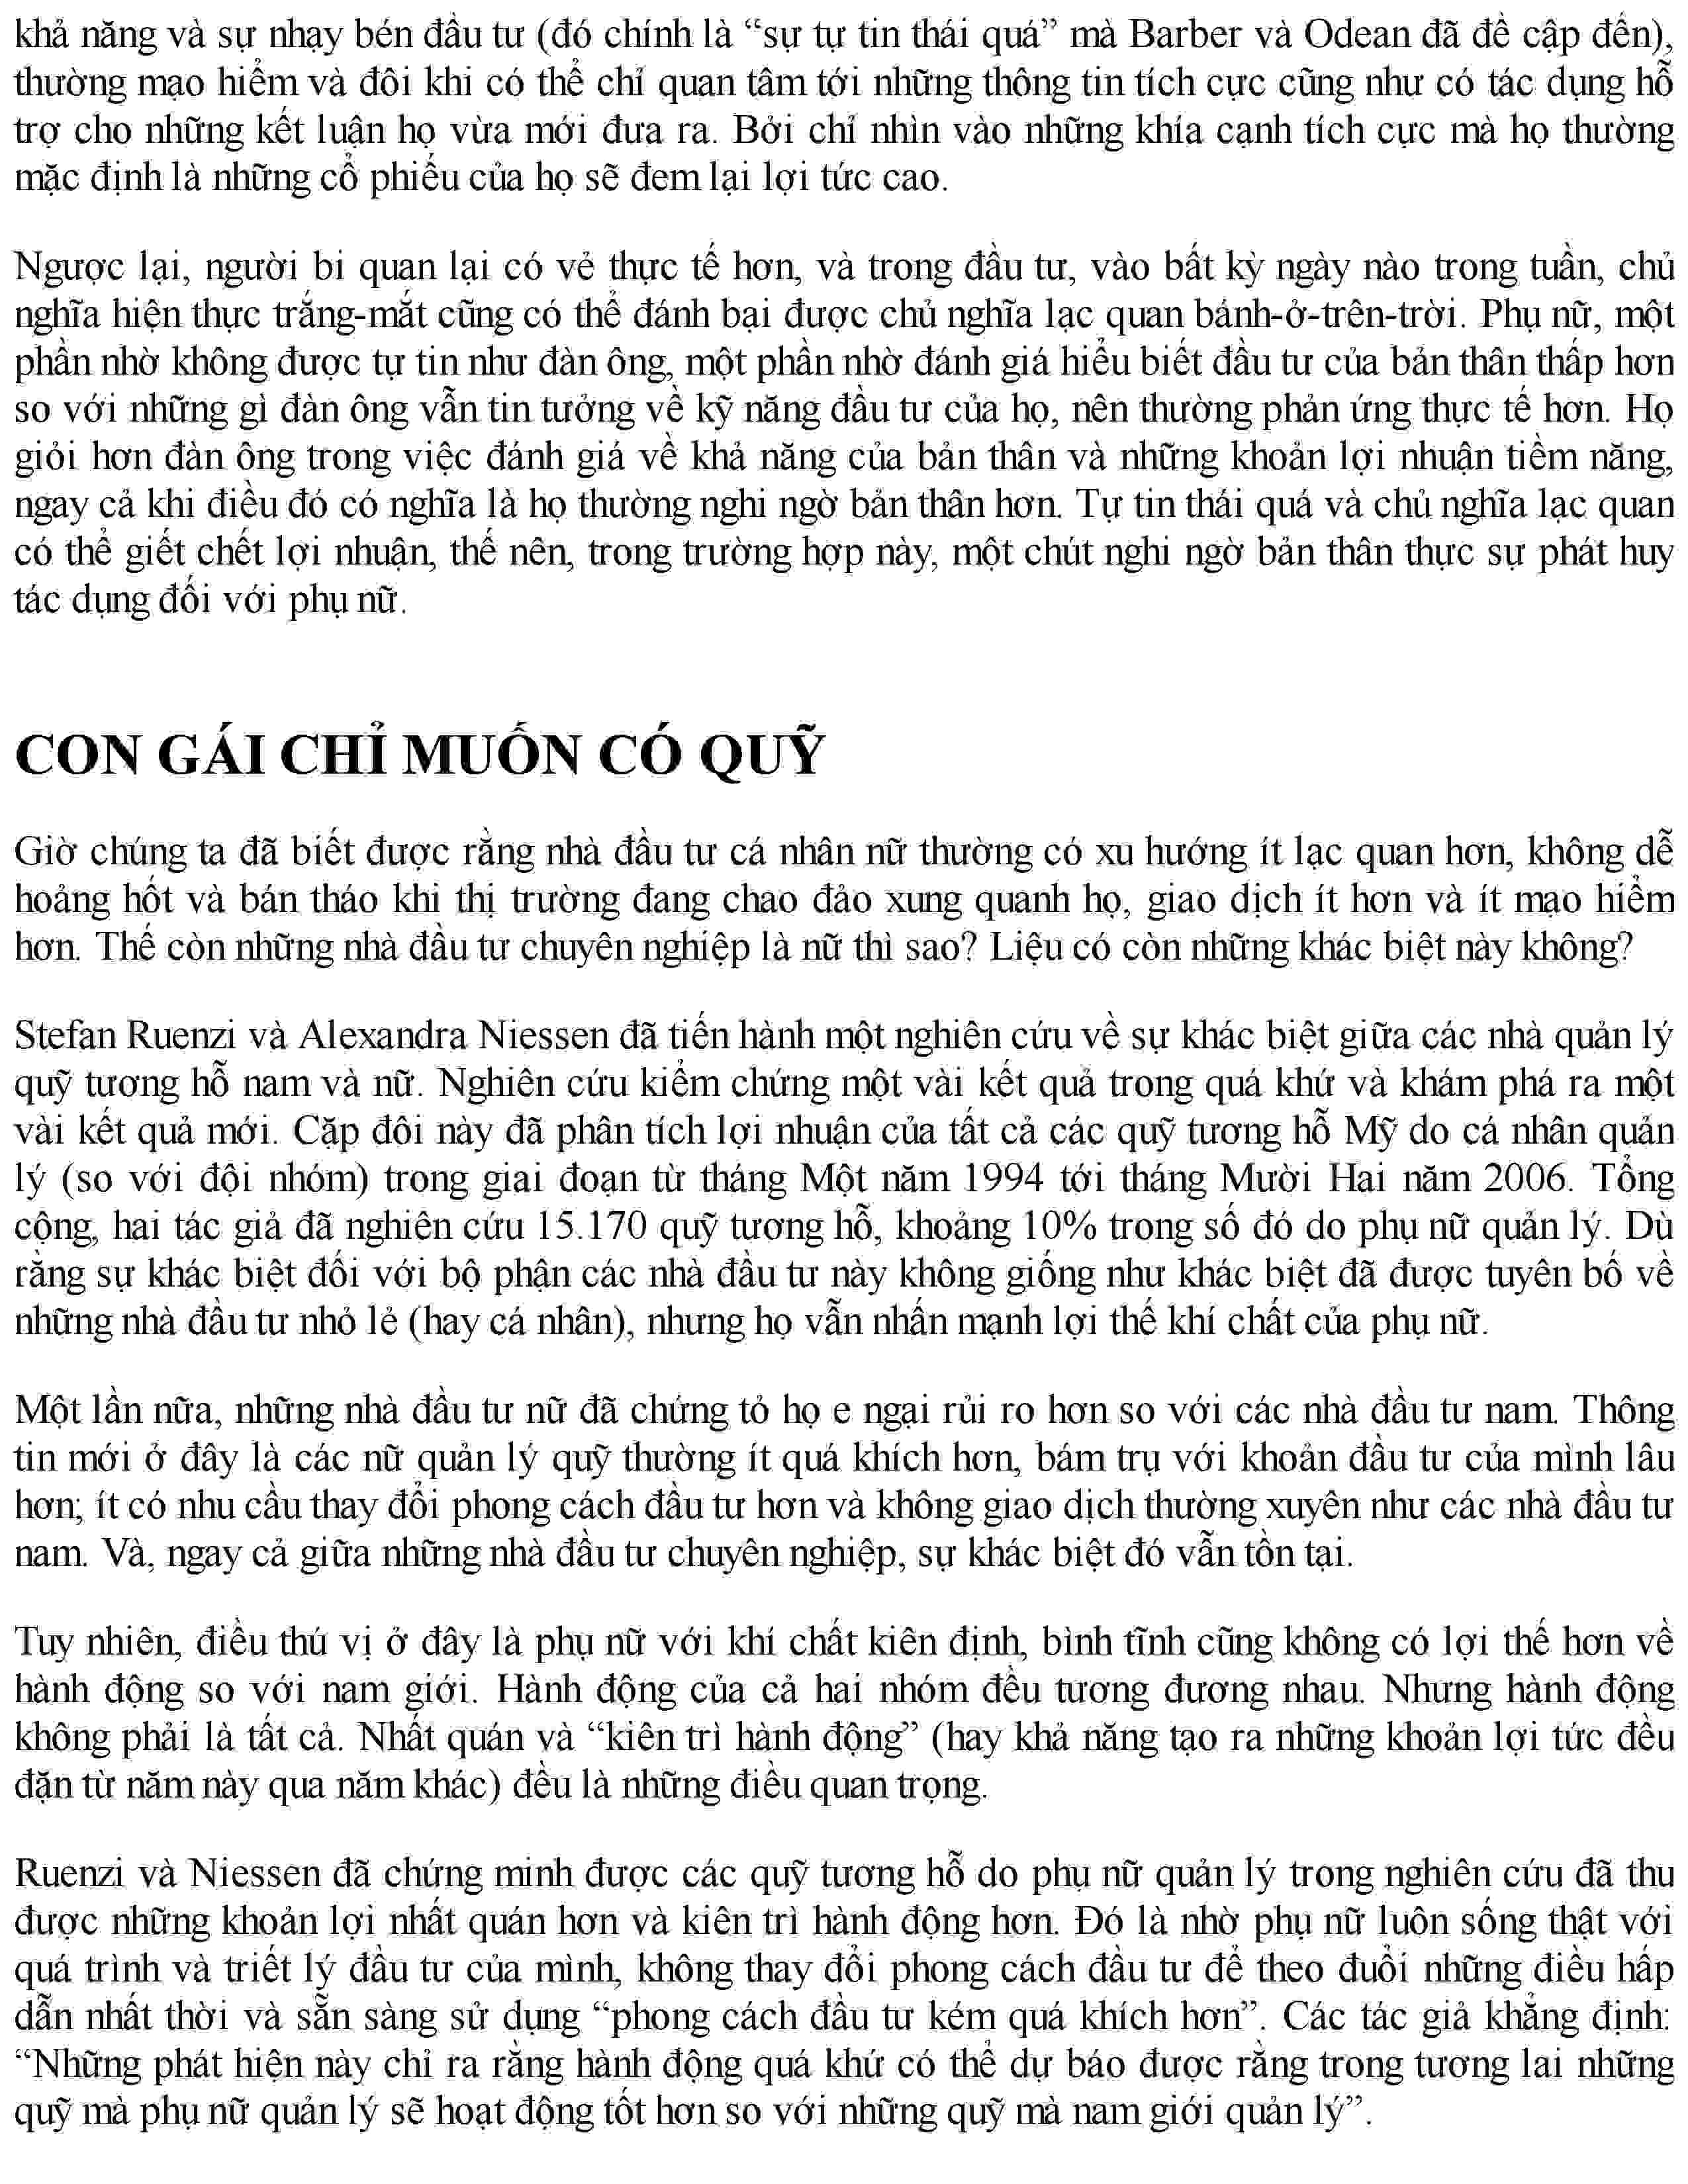 khả năng và sự nhạy bén đầu tư (đó chính là “sự tự tin thái quá” mà Barber và Odean đã đề cập đến),
thường mạo hiểm và đôi khi có thể chỉ quan tâm tới những thông tin tích cực cũng như có tác dụng hỗ
trợ cho những kết luận họ vừa mới đưa ra. Bởi chỉ nhìn vào những khía cạnh tích cực mà họ thường
mặc định là những cổ phiếu của họ sẽ đem lại lợi tức cao.
Ngược lại, người bi quan lại có vẻ thực tế hơn, và trong đầu tư, vào bất kỳ ngày nào trong tuần, chủ
nghĩa hiện thực trắng-mắt cũng có thể đánh bại được chủ nghĩa lạc quan bánh-ở-trên-trời. Phụ nữ, một
phần nhờ không được tự tin như đàn ông, một phần nhờ đánh giá hiểu biết đầu tư của bản thân thấp hơn
so với những gì đàn ông vẫn tin tưởng về kỹ năng đầu tư của họ, nên thường phản ứng thực tế hơn. Họ
giỏi hơn đàn ông trong việc đánh giá về khả năng của bản thân và những khoản lợi nhuận tiềm năng,
ngay cả khi điều đó có nghĩa là họ thường nghi ngờ bản thân hơn. Tự tin thái quá và chủ nghĩa lạc quan
có thể giết chết lợi nhuận, thế nên, trong trường hợp này, một chút nghi ngờ bản thân thực sự phát huy
tác dụng đối với phụ nữ.
CON GÁI CHỈ MUỐN CÓ QUỸ
Giờ chúng ta đã biết được rằng nhà đầu tư cá nhân nữ thường có xu hướng ít lạc quan hơn, không dễ
hoảng hốt và bán tháo khi thị trường đang chao đảo xung quanh họ, giao dịch ít hơn và ít mạo hiểm
hơn. Thế còn những nhà đầu tư chuyên nghiệp là nữ thì sao? Liệu có còn những khác biệt này không?
Stefan Ruenzi và Alexandra Niessen đã tiến hành một nghiên cứu về sự khác biệt giữa các nhà quản lý
quỹ tương hỗ nam và nữ. Nghiên cứu kiểm chứng một vài kết quả trong quá khứ và khám phá ra một
vài kết quả mới. Cặp đôi này đã phân tích lợi nhuận của tất cả các quỹ tương hỗ Mỹ do cá nhân quản
lý (so với đội nhóm) trong giai đoạn từ tháng Một năm 1994 tới tháng Mười Hai năm 2006. Tổng
cộng, hai tác giả đã nghiên cứu 15.170 quỹ tương hỗ, khoảng 10% trong số đó do phụ nữ quản lý. Dù
rằng sự khác biệt đối với bộ phận các nhà đầu tư này không giống như khác biệt đã được tuyên bố về
những nhà đầu tư nhỏ lẻ (hay cá nhân), nhưng họ vẫn nhấn mạnh lợi thế khí chất của phụ nữ.
Một lần nữa, những nhà đầu tư nữ đã chứng tỏ họ e ngại rủi ro hơn so với các nhà đầu tư nam. Thông
tin mới ở đây là các nữ quản lý quỹ thường ít quá khích hơn, bám trụ với khoản đầu tư của mình lâu
hơn; ít có nhu cầu thay đổi phong cách đầu tư hơn và không giao dịch thường xuyên như các nhà đầu tư
nam. Và, ngay cả giữa những nhà đầu tư chuyên nghiệp, sự khác biệt đó vẫn tồn tại.
Tuy nhiên, điều thú vị ở đây là phụ nữ với khí chất kiên định, bình tĩnh cũng không có lợi thế hơn về
hành động so với nam giới. Hành động của cả hai nhóm đều tương đương nhau. Nhưng hành động
không phải là tất cả. Nhất quán và “kiên trì hành động” (hay khả năng tạo ra những khoản lợi tức đều
đặn từ năm này qua năm khác) đều là những điều quan trọng.
Ruenzi và Niessen đã chứng minh được các quỹ tương hỗ do phụ nữ quản lý trong nghiên cứu đã thu
được những khoản lợi nhất quán hơn và kiên trì hành động hơn. Đó là nhờ phụ nữ luôn sống thật với
quá trình và triết lý đầu tư của mình, không thay đổi phong cách đầu tư để theo đuổi những điều hấp
dẫn nhất thời và sẵn sàng sử dụng “phong cách đầu tư kém quá khích hơn”. Các tác giả khẳng định:
“Những phát hiện này chỉ ra rằng hành động quá khứ có thể dự báo được rằng trong tương lai những
quỹ mà phụ nữ quản lý sẽ hoạt động tốt hơn so với những quỹ mà nam giới quản lý”.